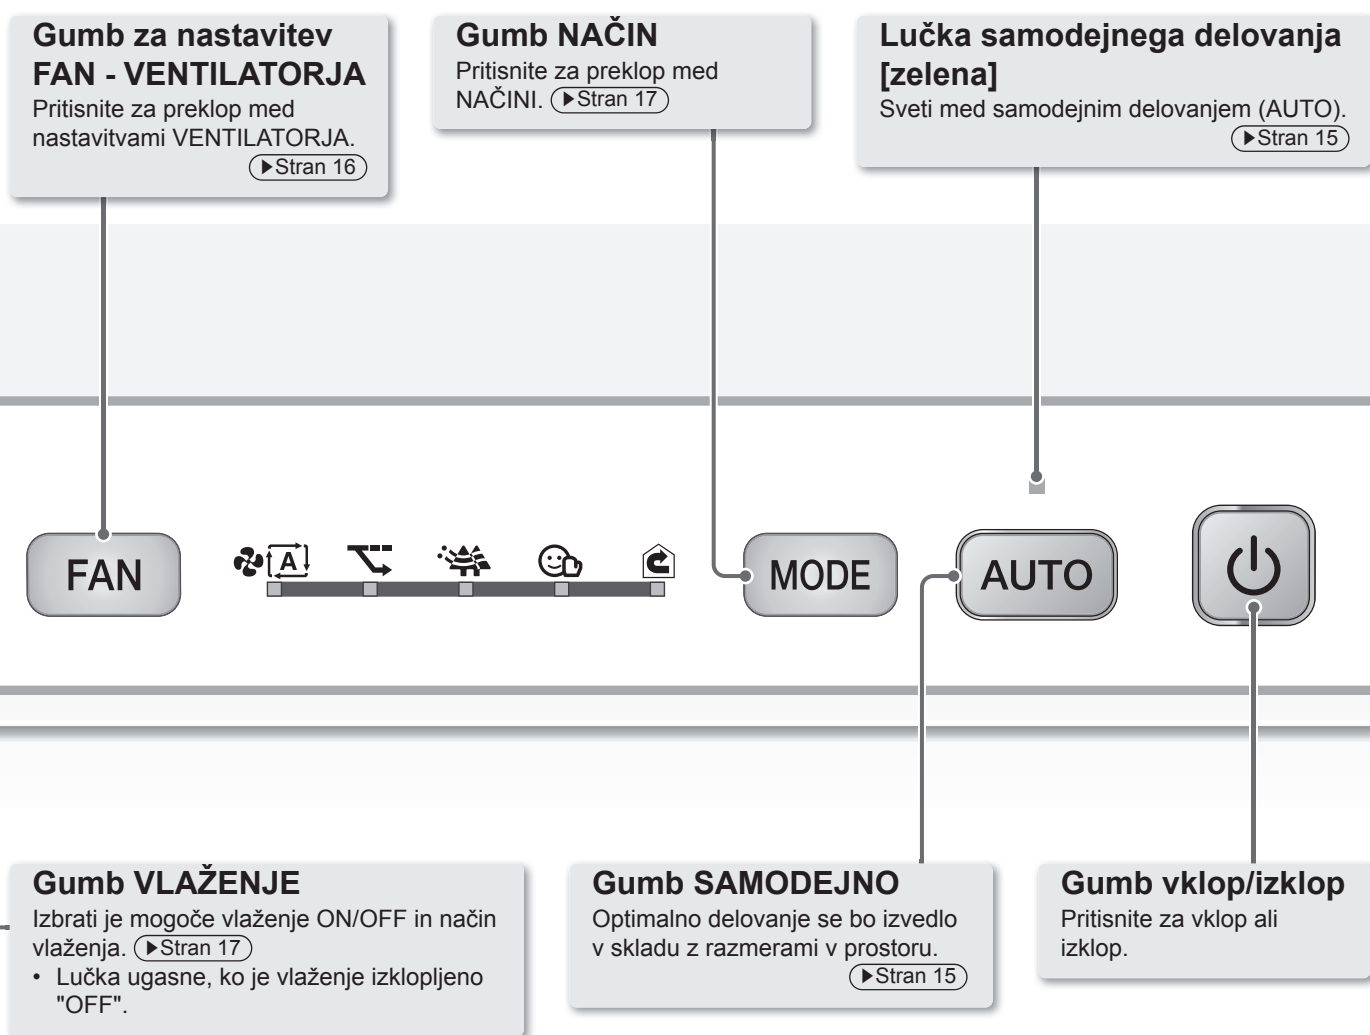 Gumb za nastavitev
FAN - VENTILATORJA
Pritisnite za preklop med
nastavitvami VENTILATORJA.
▶Stran 16
Gumb NAČIN
Pritisnite za preklop med
NAČINI. ▶Stran 17
Lučka samodejnega delovanja
[zelena]
Sveti med samodejnim delovanjem (AUTO).
▶Stran 15
FAN
A
MODE
AUTO
Gumb VLAŽENJE
Izbrati je mogoče vlaženje ON/OFF in način
vlaženja. ▶Stran 17
• Lučka ugasne, ko je vlaženje izklopljeno
"OFF".
Gumb SAMODEJNO
Optimalno delovanje se bo izvedlo
v skladu z razmerami v prostoru.
▶Stran 15
Gumb vklop/izklop
Pritisnite za vklop ali
izklop.